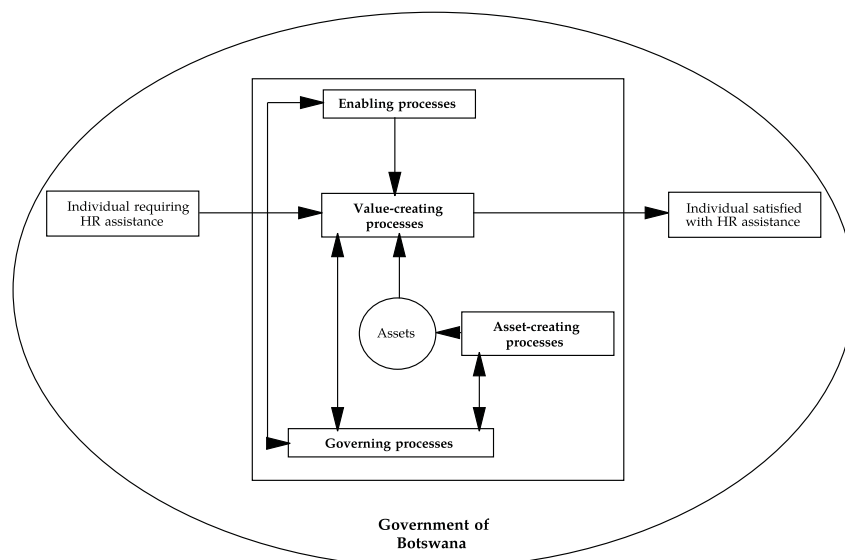 Enabling processes
Individual requiring
HR assistance
Value-creating
processes
Individual satisfied
with HR assistance
Assets
Asset-creating
processes
Governing processes
Government of
Botswana